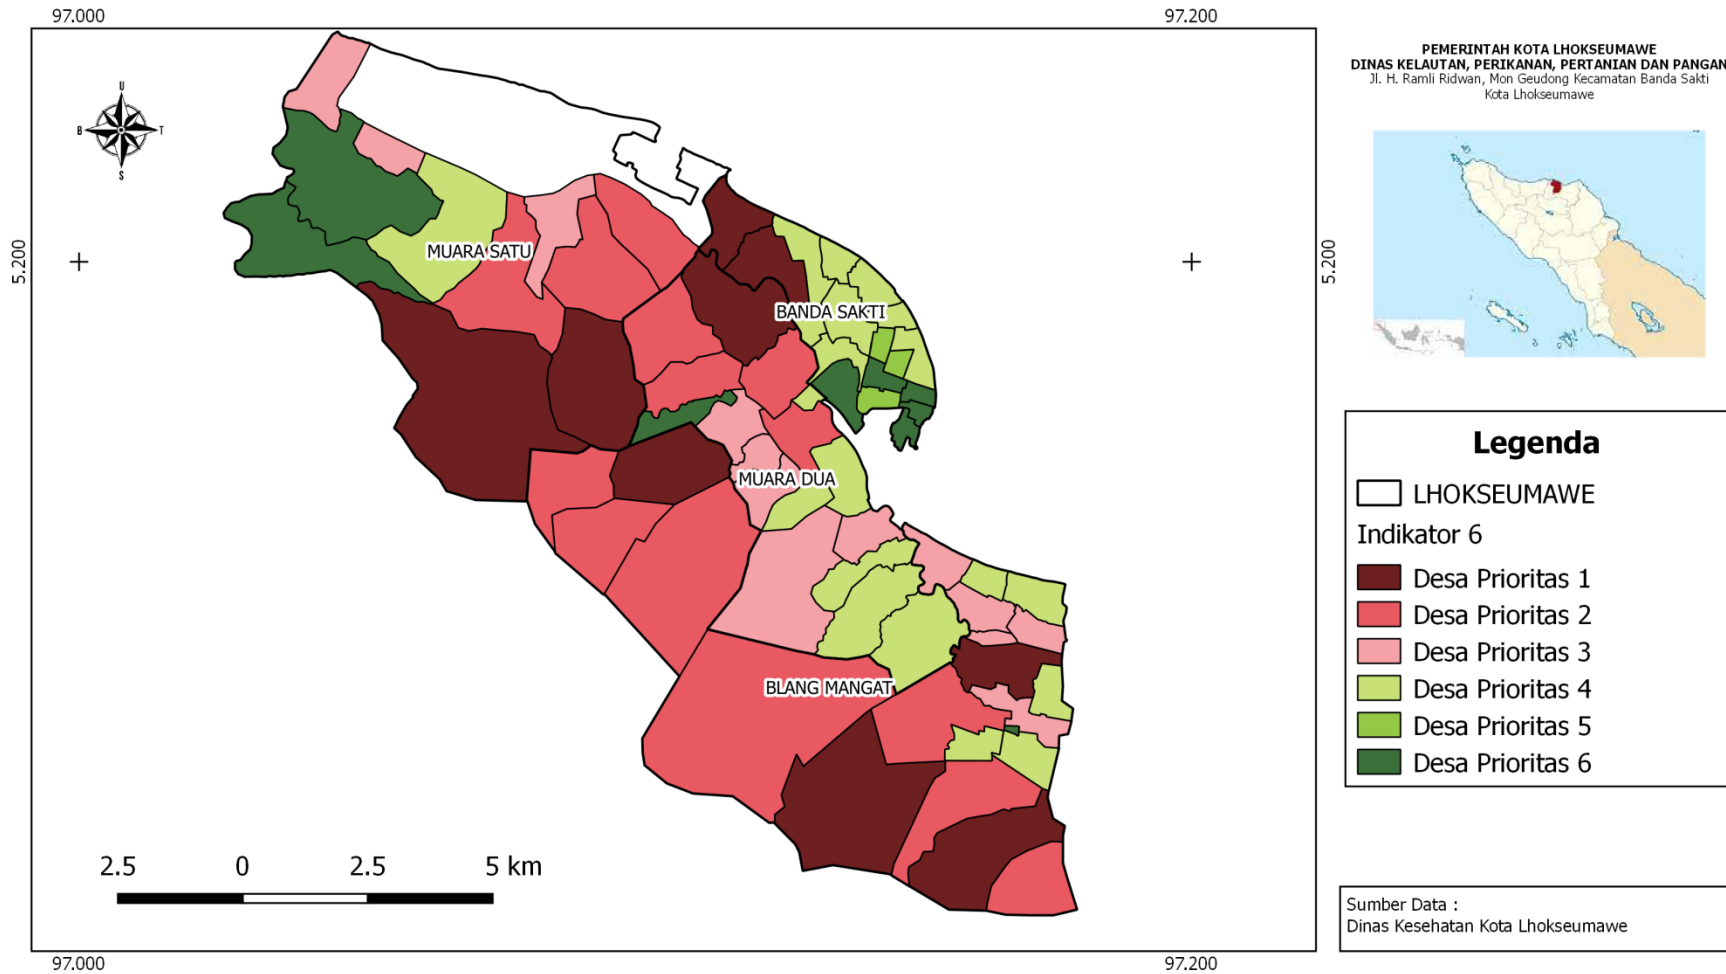 97.000
97.200
5.200
5.200
U
B
T
S
MUARA SATU
BANDA SAKTI
MUARA DUA
BLANG MANGAT
2.5
0
2.5
5 km
97.000
97.200
PEMERINTAH KOTA LHOKSEUMAWE
DINAS KELAUTAN, PERIKANAN, PERTANIAN DAN PANGAN
Jl. H. Ramli Ridwan, Mon Geudong Kecamatan Banda Sakti
Kota Lhokseumawe
Legenda
LHOKSEUMAWE
Indikator 6
Desa Prioritas 1
Desa Prioritas 2
Desa Prioritas 3
Desa Prioritas 4
Desa Prioritas 5
Desa Prioritas 6
Sumber Data :
Dinas Kesehatan Kota Lhokseumawe